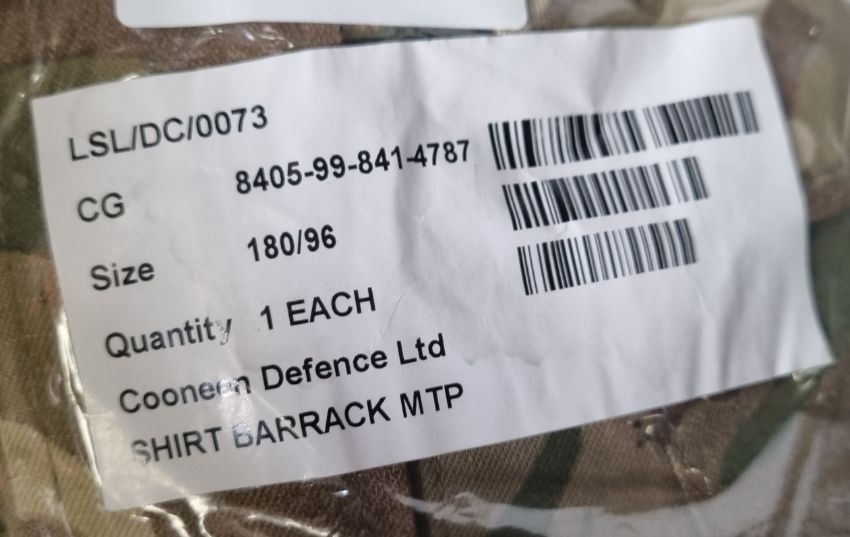 LSL/DC/0073
CG 8405-99-841-4787
Size 180/96
Quantity 1 EACH
Cooneen Defence Ltd
SHIRT BARRACK MTP